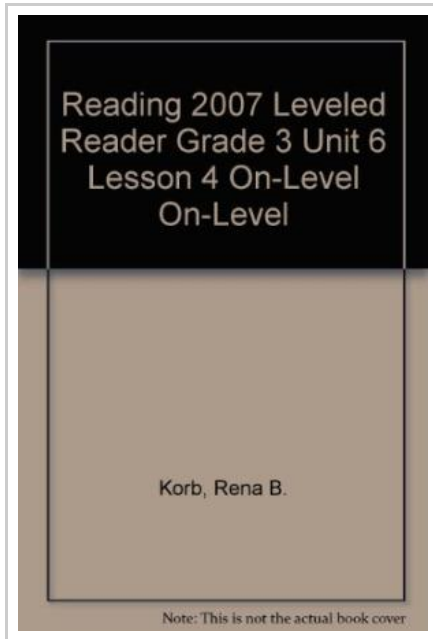 Reading 2007 Leveled
Reader Grade 3 Unit 6
Lesson 4 On-Level
On-Level
Korb, Rena B.
Note: This is not the actual book cover